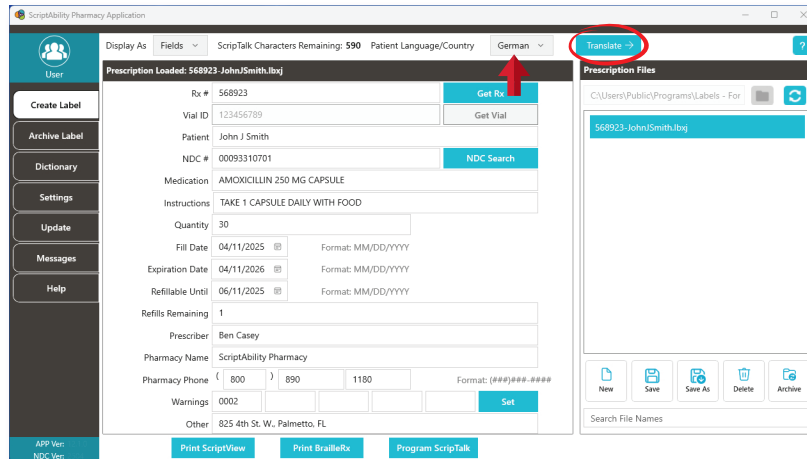 ScriptAbility Pharmacy Application
Display As Fields ScripTalk Characters Remaining: 590 Patient Language/Country German Translate → ?
User
Prescription Loaded: 568923-JohnJSmith.lbxj
Prescription Files
Rx # 568923 Get Rx
C:\Users\Public\Programs\Labels - For
Create Label
Vial ID 123456789 Get Vial
568923-JohnJSmith.lbxj
Archive Label
Patient John J Smith
NDC # 00093310701 NDC Search
Dictionary
Medication AMOXICILLIN 250 MG CAPSULE
Settings
Instructions TAKE 1 CAPSULE DAILY WITH FOOD
Update
Quantity 30
Fill Date 04/11/2025 Format: MM/DD/YYYY
Messages
Expiration Date 04/11/2026 Format: MM/DD/YYYY
Help
Refillable Until 06/11/2025 Format: MM/DD/YYYY
Refills Remaining 1
Prescriber Ben Casey
Pharmacy Name ScriptAbility Pharmacy
Pharmacy Phone ( 800 ) 890 1180 Format: (###)###-####
New Save Save As Delete Archive
Warnings 0002 Set
Other 825 4th St. W., Palmetto, FL
Search File Names
APP Ver:
NDC Ver:
Print ScriptView Print BrailleRx Program ScripTalk